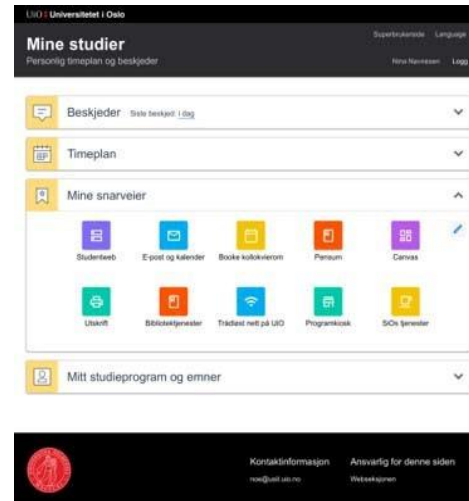 UiO : Universitetet i Oslo
Mine studier
Personlig timeplan og beskjeder
Superbrukerside Language
Nina Navnesen Logg
Beskjeder Siste beskjed: i dag
Timeplan
Mine snarveier
Studentweb E-post og kalender Booke kollokvierom Pensum Canvas
Utskrift Bibliotektjenester Trådløst nett på UiO Programkiosk SiOs tjenester
Mitt studieprogram og emner
Kontaktinformasjon Ansvarlig for denne siden
Webseksjonen